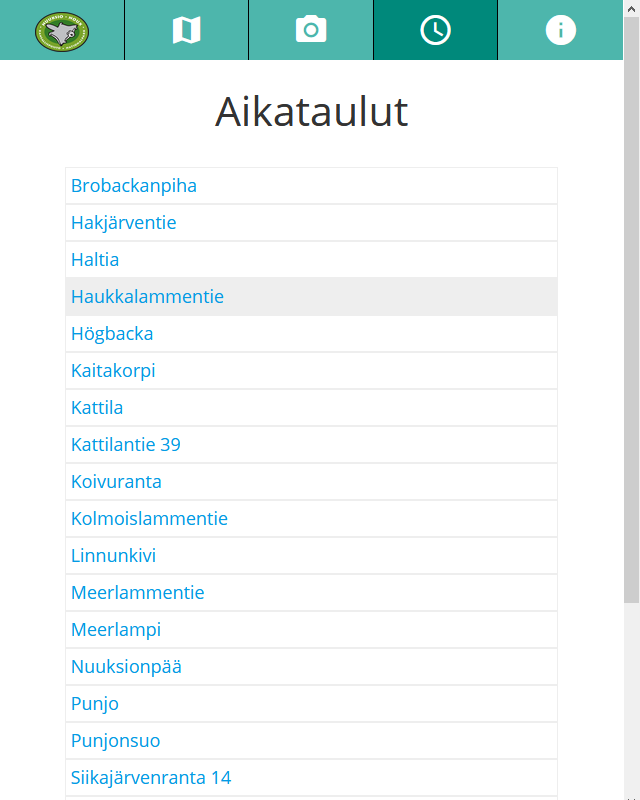 Aikataulut
Brobackanpiha
Hakjärventie
Haltia
Haukkalammentie
Högbacka
Kaitakorpi
Kattila
Kattilantie 39
Koivuranta
Kolmoislammentie
Linnunkivi
Meerlammentie
Meerlampi
Nuuksionpää
Punjo
Punjonsuo
Siikajärvenranta 14